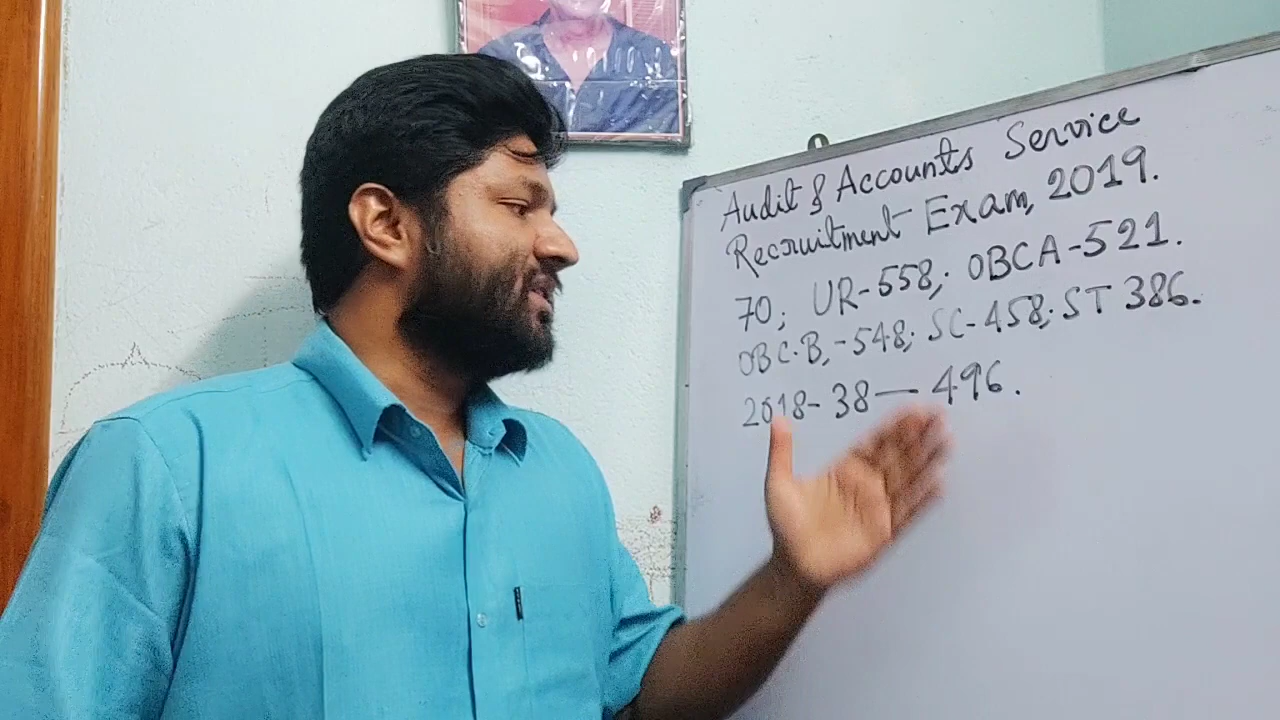 Audit & Accounts Service
Recruitment Exam, 2019.
70; UR-558; OBCA-521.
OBC.B,-548; SC-458; ST 386.
2018- 38 — 496.